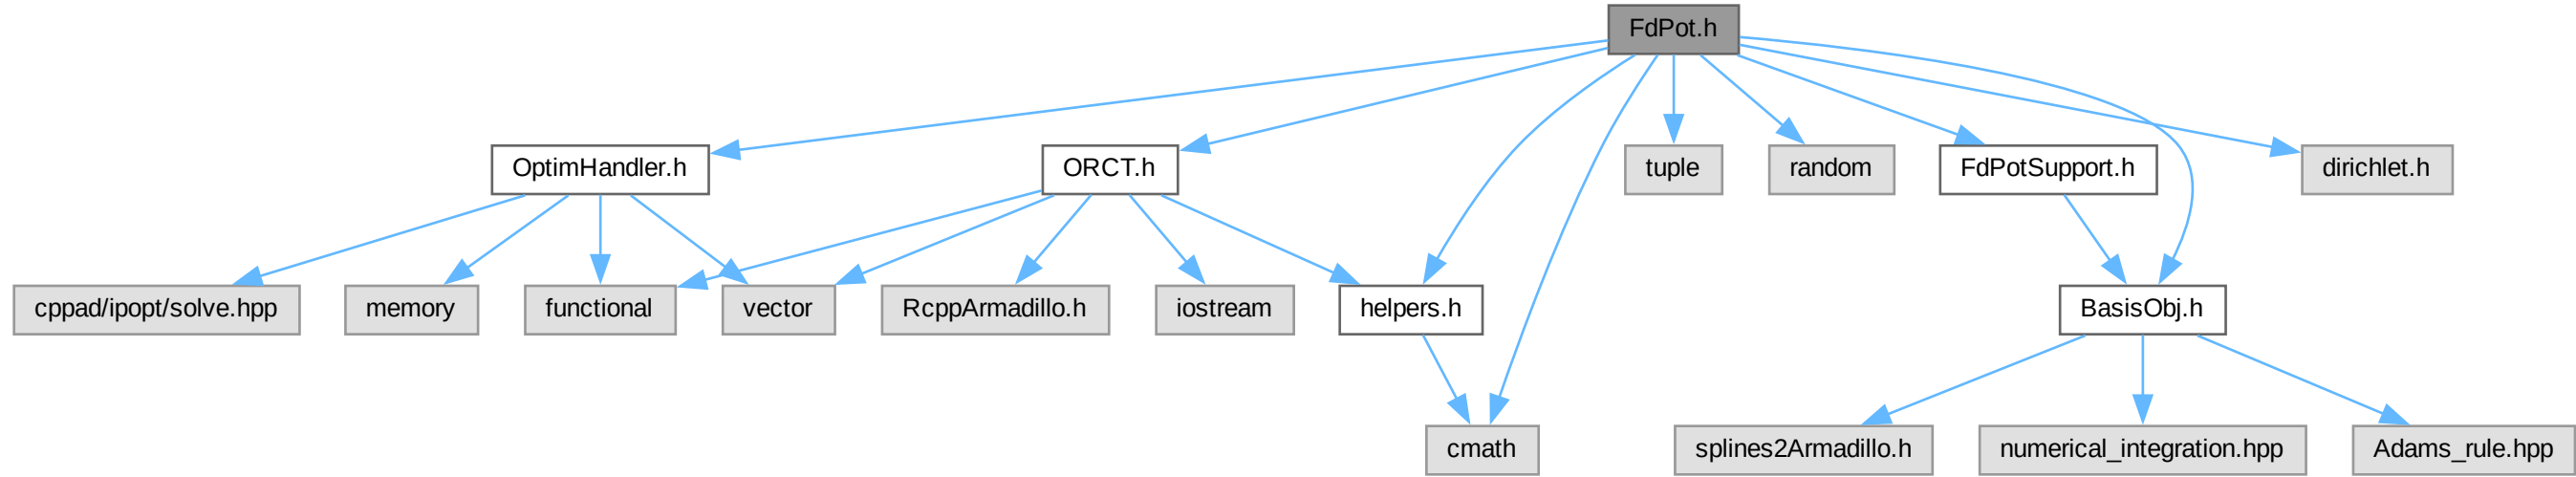 FdPot.h
OptimHandler.h
ORCT.h
tuple
random
FdPotSupport.h
dirichlet.h
cppad/ipopt/solve.hpp
memory
functional
vector
RcppArmadillo.h
iostream
helpers.h
BasisObj.h
cmath
splines2Armadillo.h
numerical_integration.hpp
Adams_rule.hpp